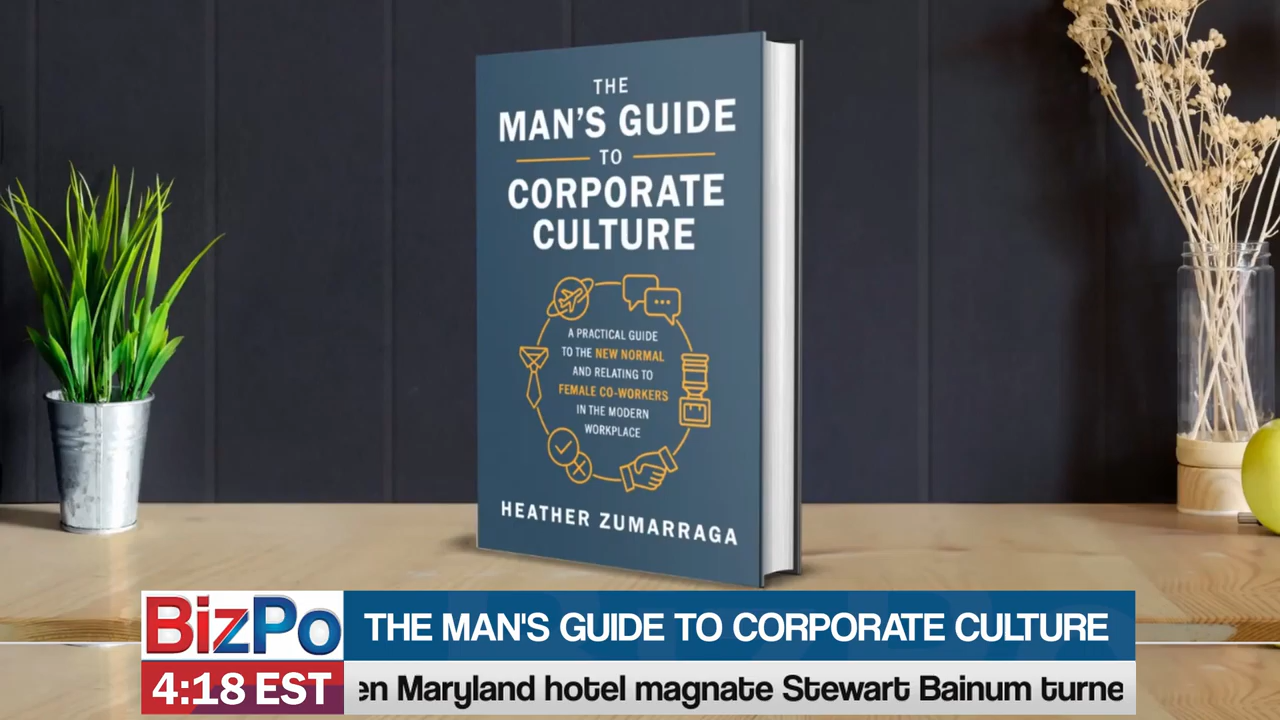 THE
MAN'S GUIDE
TO
CORPORATE
CULTURE
A PRACTICAL GUIDE
TO THE NEW NORMAL
AND RELATING TO
FEMALE CO-WORKERS
IN THE MODERN
WORKPLACE
HEATHER ZUMARRAGA
BizPo
THE MAN'S GUIDE TO CORPORATE CULTURE
4:18 EST
en Maryland hotel magnate Stewart Bainum turne